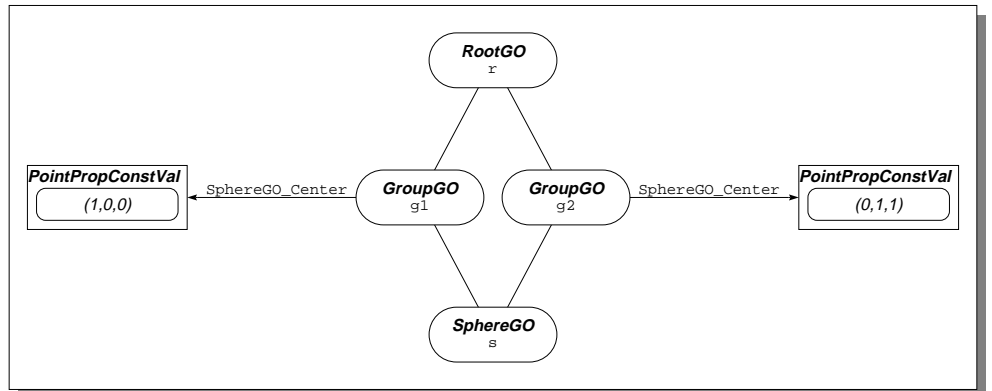 RootGO
r
PointPropConstVal
(1,0,0)
SphereGO_Center
GroupGO
g1
GroupGO
g2
SphereGO_Center
PointPropConstVal
(0,1,1)
SphereGO
s